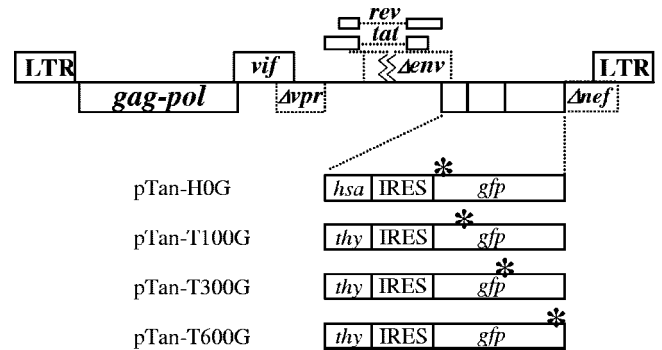 rev
tat
LTR vif Δenv LTR
gag-pol Δvpr Δnef
*
pTan-H0G hsa IRES gfp
*
pTan-T100G thy IRES gfp
*
pTan-T300G thy IRES gfp
*
pTan-T600G thy IRES gfp